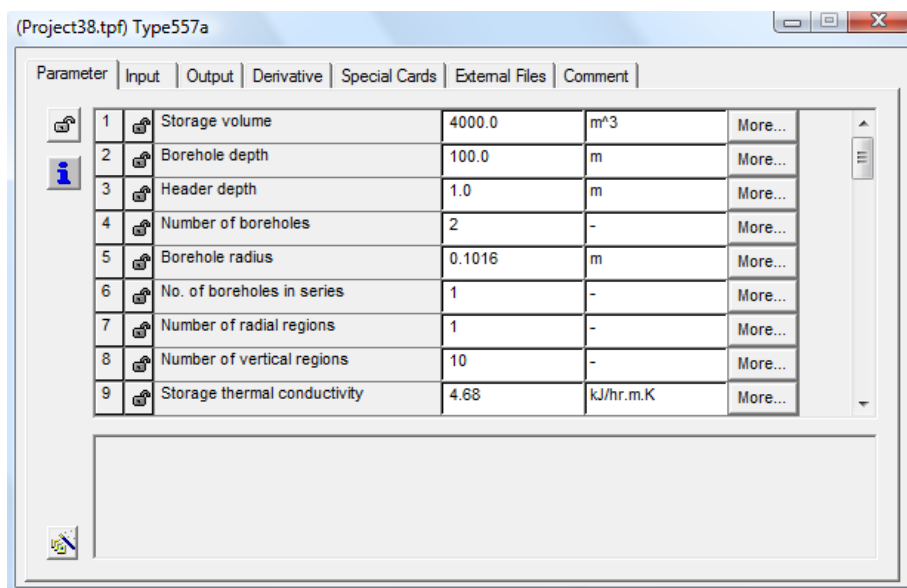 (Project38.tpf) Type557a
Parameter Input Output Derivative Special Cards External Files Comment
1 Storage volume 4000.0 m^3 More...
2 Borehole depth 100.0 m More...
3 Header depth 1.0 m More...
4 Number of boreholes 2 - More...
5 Borehole radius 0.1016 m More...
6 No. of boreholes in series 1 - More...
7 Number of radial regions 1 - More...
8 Number of vertical regions 10 - More...
9 Storage thermal conductivity 4.68 kJ/hr.m.K More...